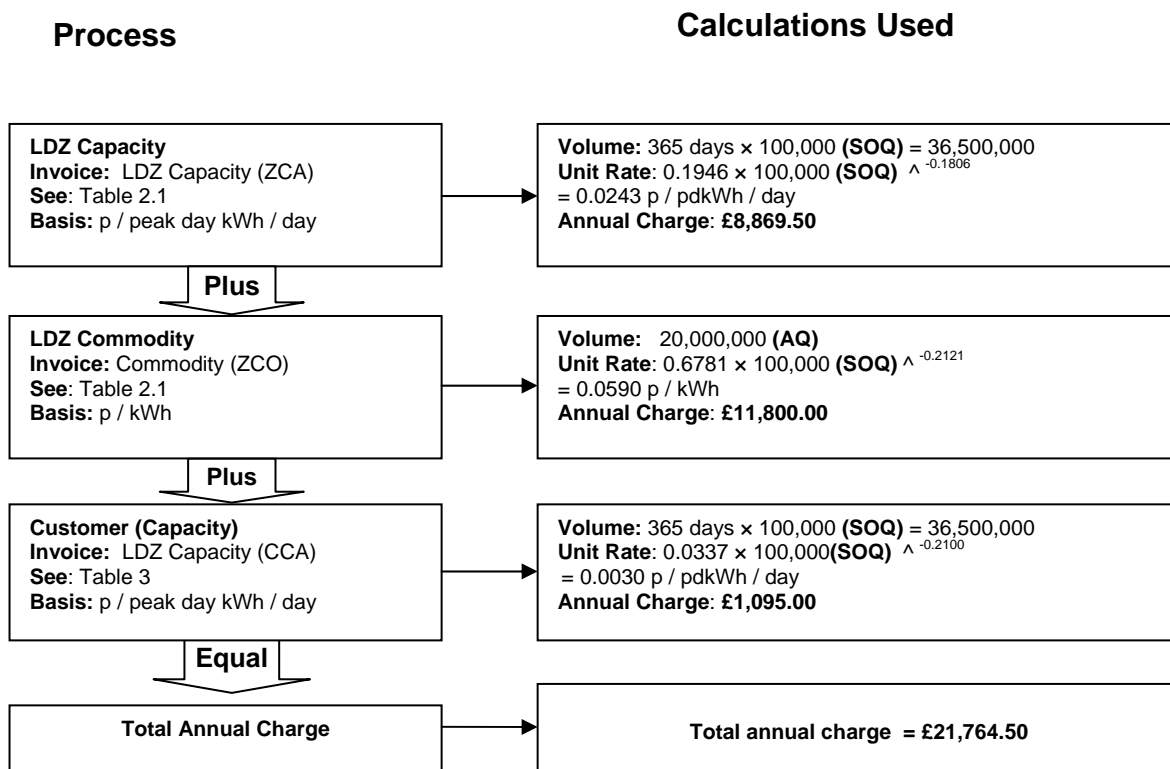 Process
Calculations Used
LDZ Capacity
Invoice: LDZ Capacity (ZCA)
See: Table 2.1
Basis: p / peak day kWh / day
Volume: 365 days × 100,000 (SOQ) = 36,500,000
Unit Rate: 0.1946 × 100,000 (SOQ) ^ -0.1806
= 0.0243 p / pdkWh / day
Annual Charge: £8,869.50
Plus
LDZ Commodity
Invoice: Commodity (ZCO)
See: Table 2.1
Basis: p / kWh
Volume: 20,000,000 (AQ)
Unit Rate: 0.6781 × 100,000 (SOQ) ^ -0.2121
= 0.0590 p / kWh
Annual Charge: £11,800.00
Plus
Customer (Capacity)
Invoice: LDZ Capacity (CCA)
See: Table 3
Basis: p / peak day kWh / day
Volume: 365 days × 100,000 (SOQ) = 36,500,000
Unit Rate: 0.0337 × 100,000(SOQ) ^ -0.2100
= 0.0030 p / pdkWh / day
Annual Charge: £1,095.00
Equal
Total Annual Charge
Total annual charge = £21,764.50